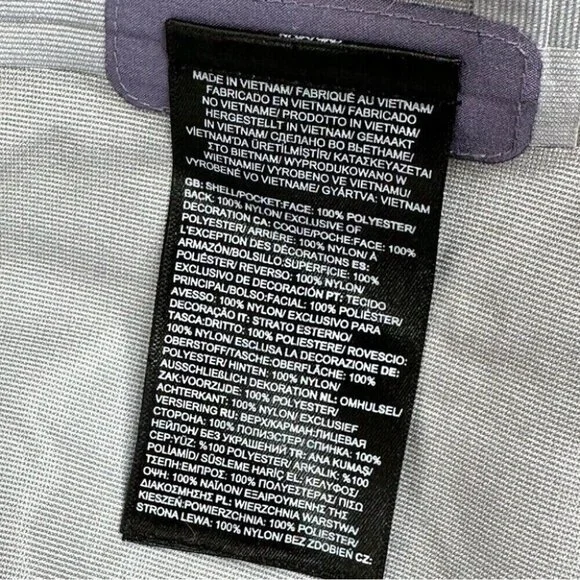 MADE IN VIETNAM/ FABRIQUÉ AU VIETNAM/
FABRICADO EN VIETNAM/ FABRICADO
NO VIETNAM/ PRODOTTO IN VIETNAM/
HERGESTELLT IN VIETNAM/ GEMAAKT
IN VIETNAM/ СДЕЛАНО ВО ВЬЕТНАМЕ/
VİETNAM'DA ÜRETİLMİŞTİR/ ΚΑΤΑΣΚΕΥΑΖΕΤΑΙ
ΣΤΟ ΒΙΕΤΝΑΜ/ WYPRODUKOWANO W
WIETNAMIE/ VYROBENO VE VIETNAMU/
VYROBENÉ VO VIETNAME/ GYÁRTVA: VIETNAM
GB: SHELL/POCKET:FACE: 100% POLYESTER/
BACK: 100% NYLON/ EXCLUSIVE OF
DECORATION CA: COQUE/POCHE:FACE: 100%
POLYESTER/ ARRIÈRE: 100% NYLON/ À
L'EXCEPTION DES DÉCORATIONS ES:
ARMAZÓN/BOLSILLO:SUPERFICIE: 100%
POLIÉSTER/ REVERSO: 100% NYLON/
EXCLUSIVO DE DECORACIÓN PT: TECIDO
PRINCIPAL/BOLSO:FACIAL: 100% POLIÉSTER/
AVESSO: 100% NYLON/ EXCLUSIVO PARA
DECORAÇÃO IT: STRATO ESTERNO/
TASCA:DRITTO: 100% POLIESTERE/ ROVESCIO:
100% NYLON/ ESCLUSA LA DECORAZIONE DE:
OBERSTOFF/TASCHE:OBERFLÄCHE: 100%
POLYESTER/ HINTEN: 100% NYLON/
AUSSCHLIEßLICH DEKORATION NL: OMHULSEL/
ZAK:VOORZIJDE: 100% POLYESTER/
ACHTERKANT: 100% NYLON/ EXCLUSIEF
VERSIERING RU: ВЕРХ/КАРМАН:ЛИЦЕВАЯ
СТОРОНА: 100% ПОЛИЭСТЕР/ СПИНКА: 100%
НЕЙЛОН/ БЕЗ УКРАШЕНИЙ TR: ANA KUMAŞ/
CEP:YÜZ: %100 POLYESTER/ ARKALIK: %100
POLİAMİD/ SÜSLEME HARİÇ EL: ΚΕΛΥΦΟΣ/
ΤΣΕΠΗ:ΕΜΠΡΟΣ: 100% ΠΟΛΥΕΣΤΕΡΑΣ/ ΠΙΣΩ:
100% ΝΑΪΛΟΝ/ ΕΞΑΙΡΟΥΜΕΝΗΣ ΤΗΣ
ΔΙΑΚΟΣΜΗΣΗΣ PL: WIERZCHNIA WARSTWA/
KIESZEŃ:POWIERZCHNIA: 100% POLIESTER/
STRONA LEWA: 100% NYLON/ BEZ ZDOBIEŃ CZ: